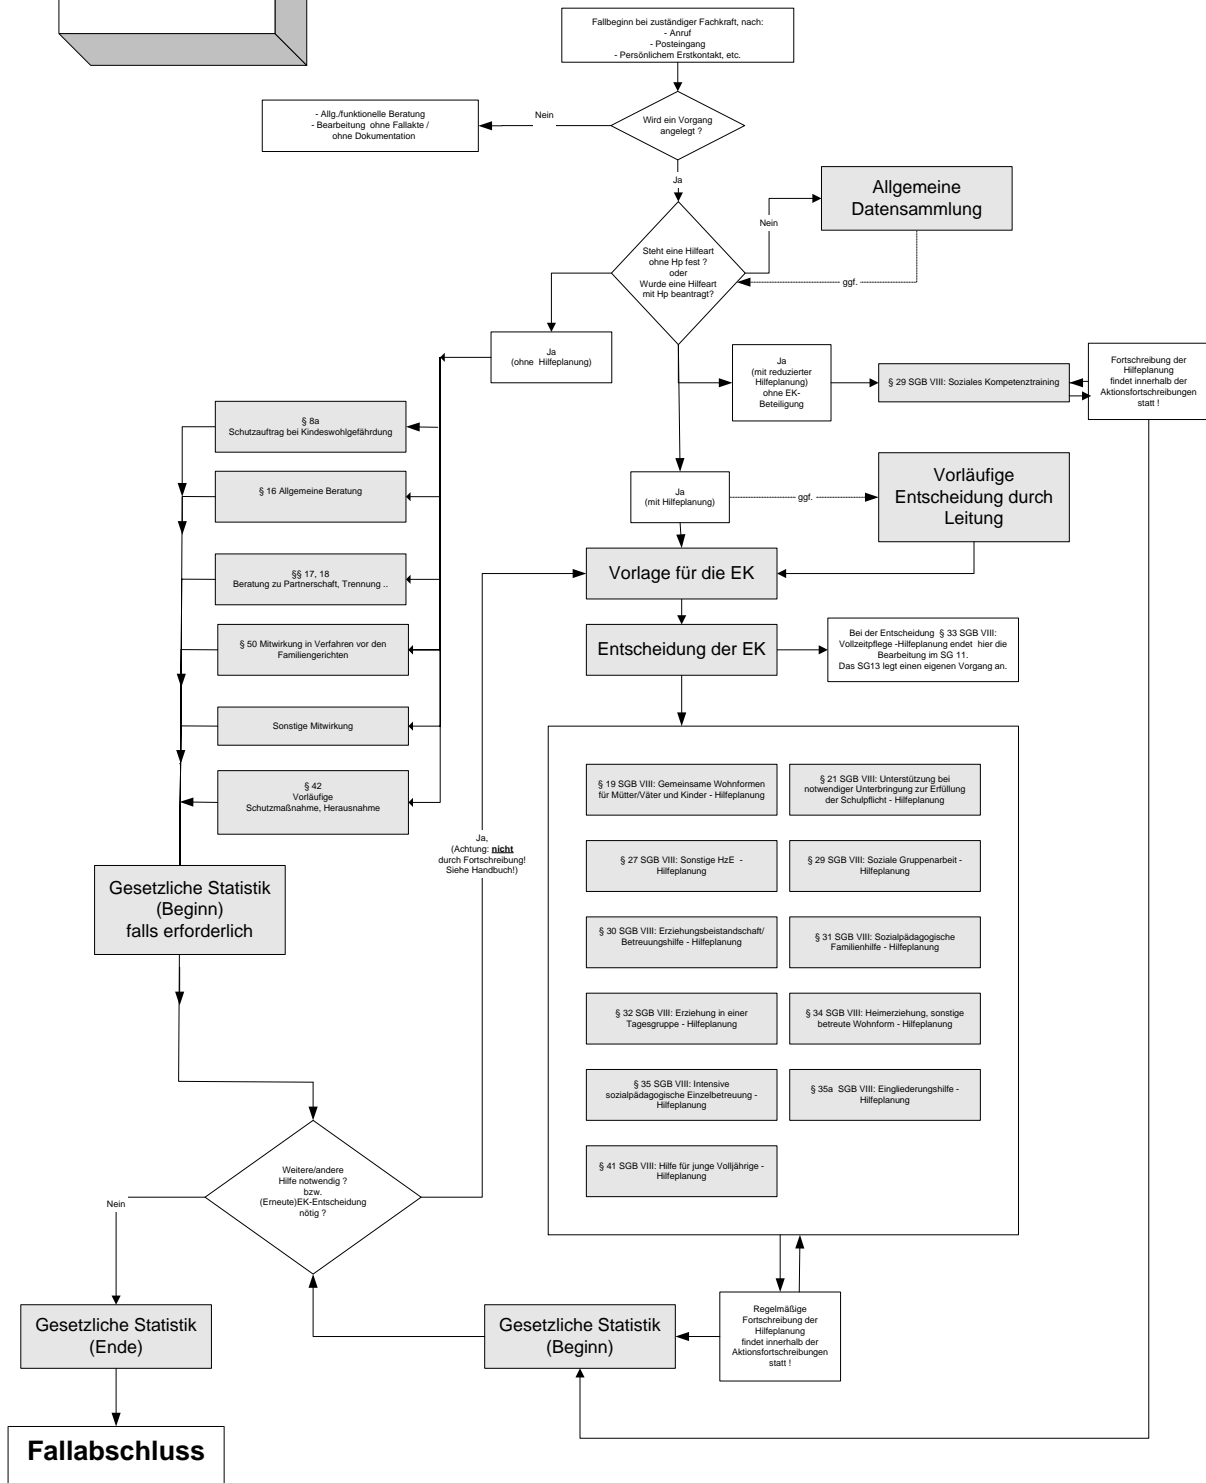 Fallbeginn bei zuständiger Fachkraft, nach:
- Anruf
- Posteingang
- Persönlichem Erstkontakt, etc.
- Allg./funktionelle Beratung
- Bearbeitung ohne Fallakte /
ohne Dokumentation
Nein
Wird ein Vorgang
angelegt ?
Ja
Allgemeine
Datensammlung
Nein
Steht eine Hilfeart
ohne Hp fest ?
oder
Wurde eine Hilfeart
mit Hp beantragt?
ggf.
Ja
(ohne Hilfeplanung)
Ja
(mit reduzierter
Hilfeplanung)
ohne EK-
Beteiligung
§ 29 SGB VIII: Soziales Kompetenztraining
Fortschreibung der
Hilfeplanung
findet innerhalb der
Aktionsfortschreibungen
statt !
§ 8a
Schutzauftrag bei Kindeswohlgefährdung
§ 16 Allgemeine Beratung
§§ 17, 18
Beratung zu Partnerschaft, Trennung ..
§ 50 Mitwirkung in Verfahren vor den
Familiengerichten
Sonstige Mitwirkung
§ 42
Vorläufige
Schutzmaßnahme, Herausnahme
Ja
(mit Hilfeplanung)
ggf.
Vorläufige
Entscheidung durch
Leitung
Vorlage für die EK
Entscheidung der EK
Bei der Entscheidung § 33 SGB VIII:
Vollzeitpflege -Hilfeplanung endet hier die
Bearbeitung im SG 11.
Das SG13 legt einen eigenen Vorgang an.
§ 19 SGB VIII: Gemeinsame Wohnformen
für Mütter/Väter und Kinder - Hilfeplanung
§ 21 SGB VIII: Unterstützung bei
notwendiger Unterbringung zur Erfüllung
der Schulpflicht - Hilfeplanung
§ 27 SGB VIII: Sonstige HzE -
Hilfeplanung
§ 29 SGB VIII: Soziale Gruppenarbeit -
Hilfeplanung
§ 30 SGB VIII: Erziehungsbeistandschaft/
Betreuungshilfe - Hilfeplanung
§ 31 SGB VIII: Sozialpädagogische
Familienhilfe - Hilfeplanung
§ 32 SGB VIII: Erziehung in einer
Tagesgruppe - Hilfeplanung
§ 34 SGB VIII: Heimerziehung, sonstige
betreute Wohnform - Hilfeplanung
§ 35 SGB VIII: Intensive
sozialpädagogische Einzelbetreuung -
Hilfeplanung
§ 35a SGB VIII: Eingliederungshilfe -
Hilfeplanung
§ 41 SGB VIII: Hilfe für junge Volljährige -
Hilfeplanung
Ja,
(Achtung: nicht
durch Fortschreibung!
Siehe Handbuch!)
Gesetzliche Statistik
(Beginn)
falls erforderlich
Weitere/andere
Hilfe notwendig ?
bzw.
(Erneute)EK-Entscheidung
nötig ?
Nein
Gesetzliche Statistik
(Ende)
Gesetzliche Statistik
(Beginn)
Regelmäßige
Fortschreibung der
Hilfeplanung
findet innerhalb der
Aktionsfortschreibungen
statt !
Fallabschluss